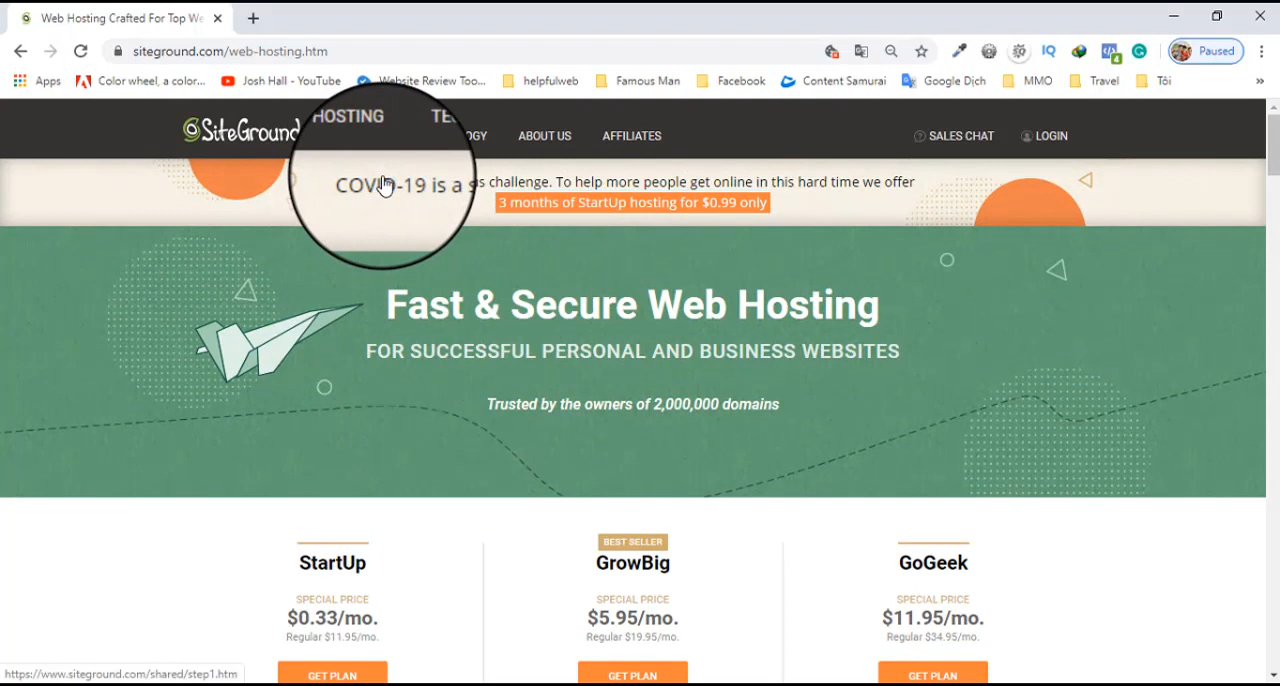 Web Hosting Crafted For Top We
siteground.com/web-hosting.htm
Paused
Apps
Color wheel, a color...
Josh Hall - YouTube
Website Review Too...
helpfulweb
Famous Man
Facebook
Content Samurai
Google Dịch
MMO
Travel
Tôi
»
SiteGround
HOSTING
ABOUT US
AFFILIATES
SALES CHAT
LOGIN
COVID-19 is a challenge. To help more people get online in this hard time we offer
3 months of StartUp hosting for $0.99 only
Fast & Secure Web Hosting
FOR SUCCESSFUL PERSONAL AND BUSINESS WEBSITES
Trusted by the owners of 2,000,000 domains
StartUp
SPECIAL PRICE
$0.33/mo.
Regular $11.95/mo.
GET PLAN
BEST SELLER
GrowBig
SPECIAL PRICE
$5.95/mo.
Regular $19.95/mo.
GET PLAN
GoGeek
SPECIAL PRICE
$11.95/mo.
Regular $34.95/mo.
GET PLAN
https://www.siteground.com/shared/step1.htm